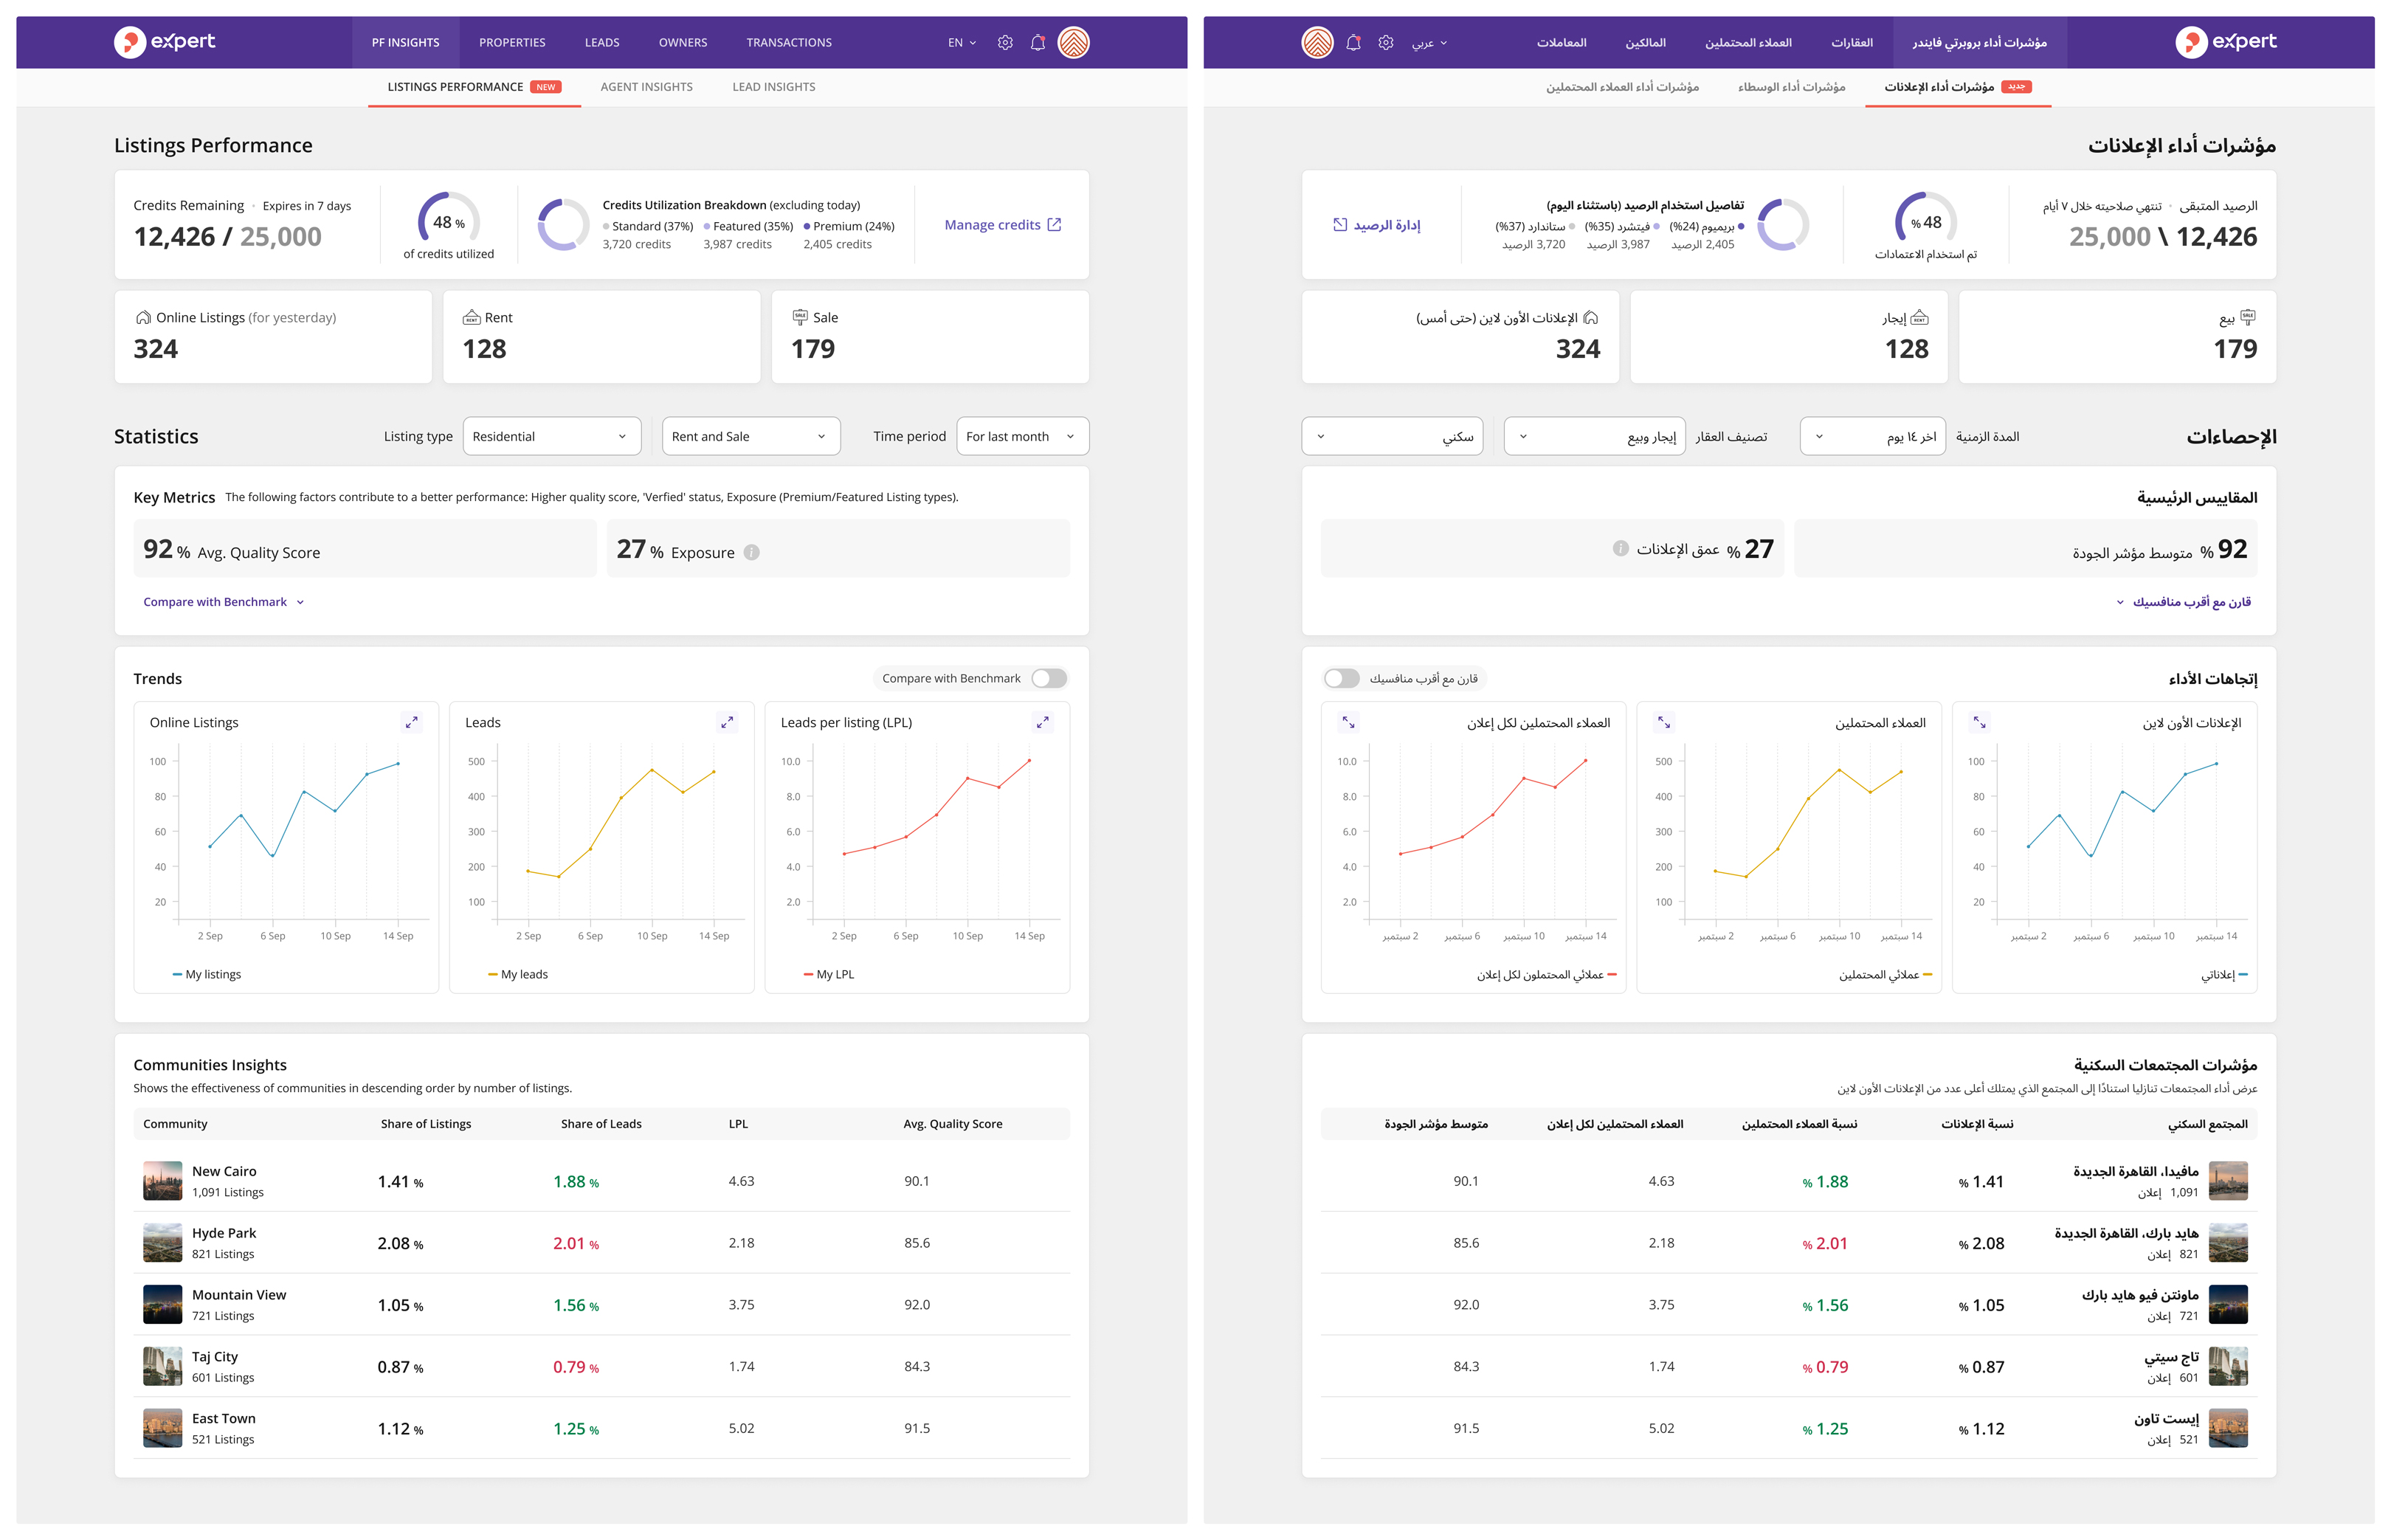 expert
PF INSIGHTS PROPERTIES LEADS OWNERS TRANSACTIONS EN
LISTINGS PERFORMANCE NEW AGENT INSIGHTS LEAD INSIGHTS
Listings Performance
Credits Remaining • Expires in 7 days
12,426 / 25,000
48 %
of credits utilized
Credits Utilization Breakdown (excluding today)
Standard (37%) Featured (35%) Premium (24%)
3,720 credits 3,987 credits 2,405 credits
Manage credits
Online Listings (for yesterday)
324
RENT Rent
128
SALE Sale
179
Statistics
Listing type Residential Rent and Sale Time period For last month
Key Metrics The following factors contribute to a better performance: Higher quality score, 'Verfied' status, Exposure (Premium/Featured Listing types).
92 % Avg. Quality Score
27 % Exposure i
Compare with Benchmark
Trends
Compare with Benchmark
Online Listings
100
80
60
40
20
2 Sep 6 Sep 10 Sep 14 Sep
My listings
Leads
500
400
300
200
100
2 Sep 6 Sep 10 Sep 14 Sep
My leads
Leads per listing (LPL)
10.0
8.0
6.0
4.0
2.0
2 Sep 6 Sep 10 Sep 14 Sep
My LPL
Communities Insights
Shows the effectiveness of communities in descending order by number of listings.
Community Share of Listings Share of Leads LPL Avg. Quality Score
New Cairo
1,091 Listings
1.41 % 1.88 % 4.63 90.1
Hyde Park
821 Listings
2.08 % 2.01 % 2.18 85.6
Mountain View
721 Listings
1.05 % 1.56 % 3.75 92.0
Taj City
601 Listings
0.87 % 0.79 % 1.74 84.3
East Town
521 Listings
1.12 % 1.25 % 5.02 91.5
expert
مؤشرات أداء بروبرتي فايندر العقارات العملاء المحتملين المالكين المعاملات عربي
جديد مؤشرات أداء الإعلانات مؤشرات أداء الوسطاء مؤشرات أداء العملاء المحتملين
مؤشرات أداء الإعلانات
الرصيد المتبقى • تنتهي صلاحيته خلال ٧ أيام
12,426 \ 25,000
48 %
تم استخدام الاعتمادات
تفاصيل استخدام الرصيد (باستثناء اليوم)
بريميوم (24%) فيتشرد (35%) ستاندارد (37%)
2,405 الرصيد 3,987 الرصيد 3,720 الرصيد
إدارة الرصيد
SALE بيع
179
RENT إيجار
128
الإعلانات الأون لاين (حتى أمس)
324
الإحصاءات
المدة الزمنية اخر ١٤ يوم تصنيف العقار إيجار وبيع سكني
المقاييس الرئيسية
92 % متوسط مؤشر الجودة
27 % عمق الإعلانات i
قارن مع أقرب منافسيك
إتجاهات الأداء
قارن مع أقرب منافسيك
الإعلانات الأون لاين
100
80
60
40
20
2 سبتمبر 6 سبتمبر 10 سبتمبر 14 سبتمبر
إعلاناتي
العملاء المحتملين
500
400
300
200
100
2 سبتمبر 6 سبتمبر 10 سبتمبر 14 سبتمبر
عملائي المحتملين
العملاء المحتملين لكل إعلان
10.0
8.0
6.0
4.0
2.0
2 سبتمبر 6 سبتمبر 10 سبتمبر 14 سبتمبر
عملائي المحتملون لكل إعلان
مؤشرات المجتمعات السكنية
عرض أداء المجتمعات تنازليا استنادًا إلى المجتمع الذي يمتلك أعلى عدد من الإعلانات الأون لاين
المجتمع السكني نسبة الإعلانات نسبة العملاء المحتملين العملاء المحتملين لكل إعلان متوسط مؤشر الجودة
مافيدا، القاهرة الجديدة
1,091 إعلان
1.41 % 1.88 % 4.63 90.1
هايد بارك، القاهرة الجديدة
821 إعلان
2.08 % 2.01 % 2.18 85.6
ماونتن فيو هايد بارك
721 إعلان
1.05 % 1.56 % 3.75 92.0
تاج سيتي
601 إعلان
0.87 % 0.79 % 1.74 84.3
إيست تاون
521 إعلان
1.12 % 1.25 % 5.02 91.5